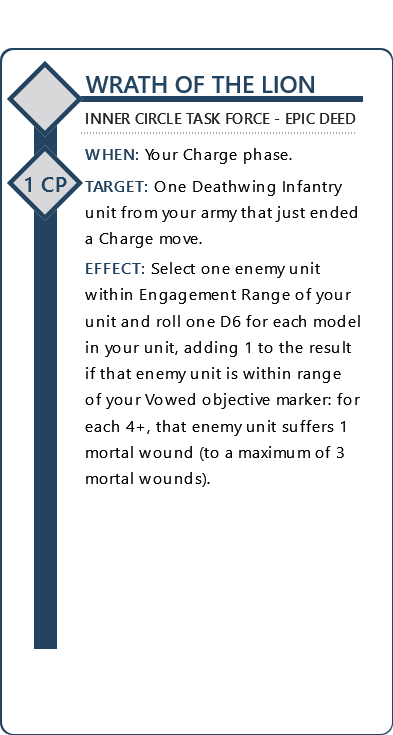 WRATH OF THE LION
INNER CIRCLE TASK FORCE - EPIC DEED
1 CP
WHEN: Your Charge phase.
TARGET: One Deathwing Infantry
unit from your army that just ended
a Charge move.
EFFECT: Select one enemy unit
within Engagement Range of your
unit and roll one D6 for each model
in your unit, adding 1 to the result
if that enemy unit is within range
of your Vowed objective marker: for
each 4+, that enemy unit suffers 1
mortal wound (to a maximum of 3
mortal wounds).